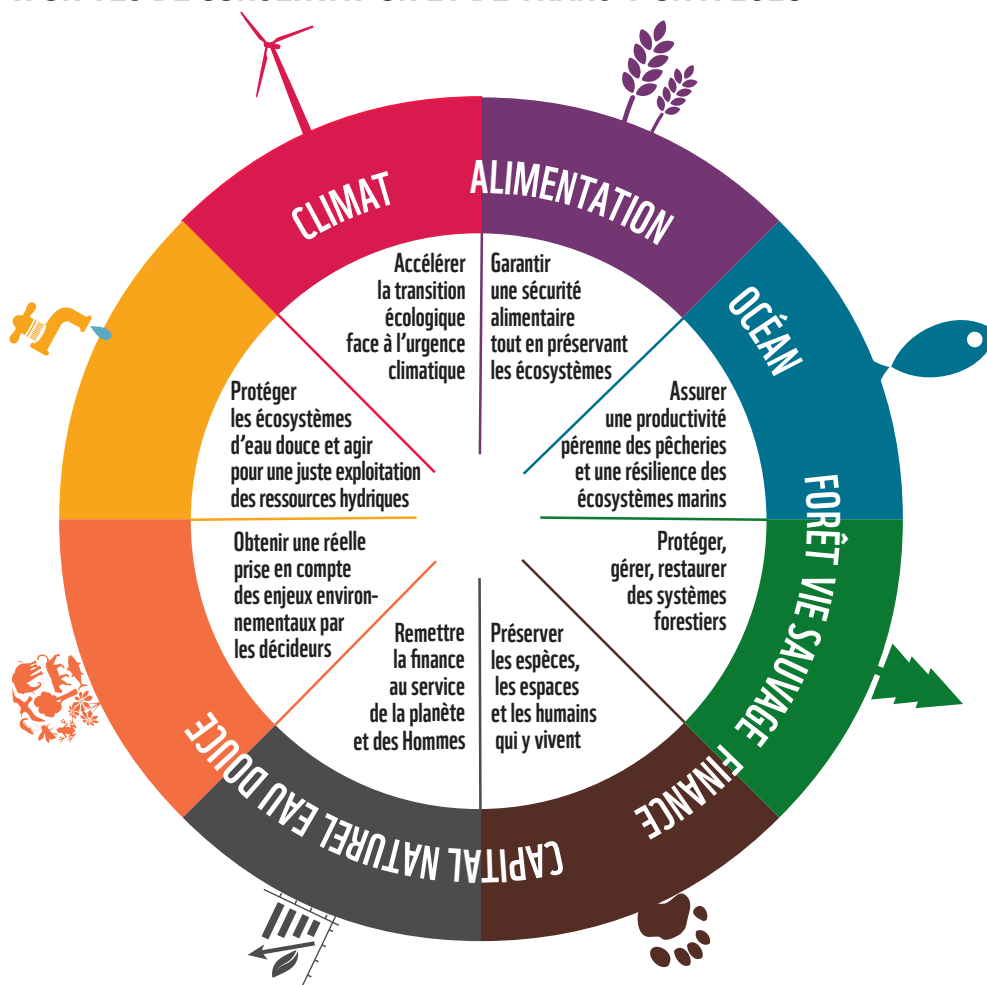 CLIMAT
ALIMENTATION
OCÉAN
FORÊT VIE SAUVAGE FINANCE
CAPITAL NATUREL EAU DOUCE
Accélérer
la transition
écologique
face à l'urgence
climatique
Garantir
une sécurité
alimentaire
tout en préservant
les écosystèmes
Assurer
une productivité
pérenne des pêcheries
et une résilience des
écosystèmes marins
Protéger,
gérer, restaurer
des systèmes
forestiers
Préserver
les espèces,
les espaces
et les humains
qui y vivent
Remettre
la finance
au service
de la planète
et des Hommes
Obtenir une réelle
prise en compte
des enjeux environ-
nementaux par
les décideurs
Protéger
les écosystèmes
d'eau douce et agir
pour une juste exploitation
des ressources hydriques